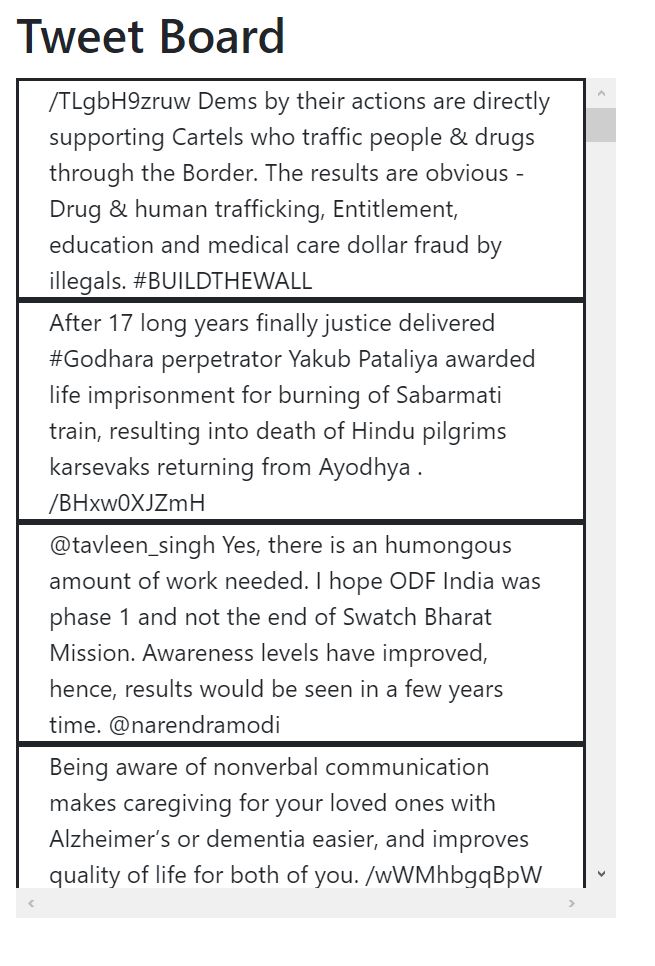 Tweet Board
/TLgbH9zruw Dems by their actions are directly
supporting Cartels who traffic people & drugs
through the Border. The results are obvious -
Drug & human trafficking, Entitlement,
education and medical care dollar fraud by
illegals. #BUILDTHEWALL
After 17 long years finally justice delivered
#Godhara perpetrator Yakub Pataliya awarded
life imprisonment for burning of Sabarmati
train, resulting into death of Hindu pilgrims
karsevaks returning from Ayodhya .
/BHxw0XJZmH
@tavleen_singh Yes, there is an humongous
amount of work needed. I hope ODF India was
phase 1 and not the end of Swatch Bharat
Mission. Awareness levels have improved,
hence, results would be seen in a few years
time. @narendramodi
Being aware of nonverbal communication
makes caregiving for your loved ones with
Alzheimer’s or dementia easier, and improves
quality of life for both of you. /wWMhbgqBpW